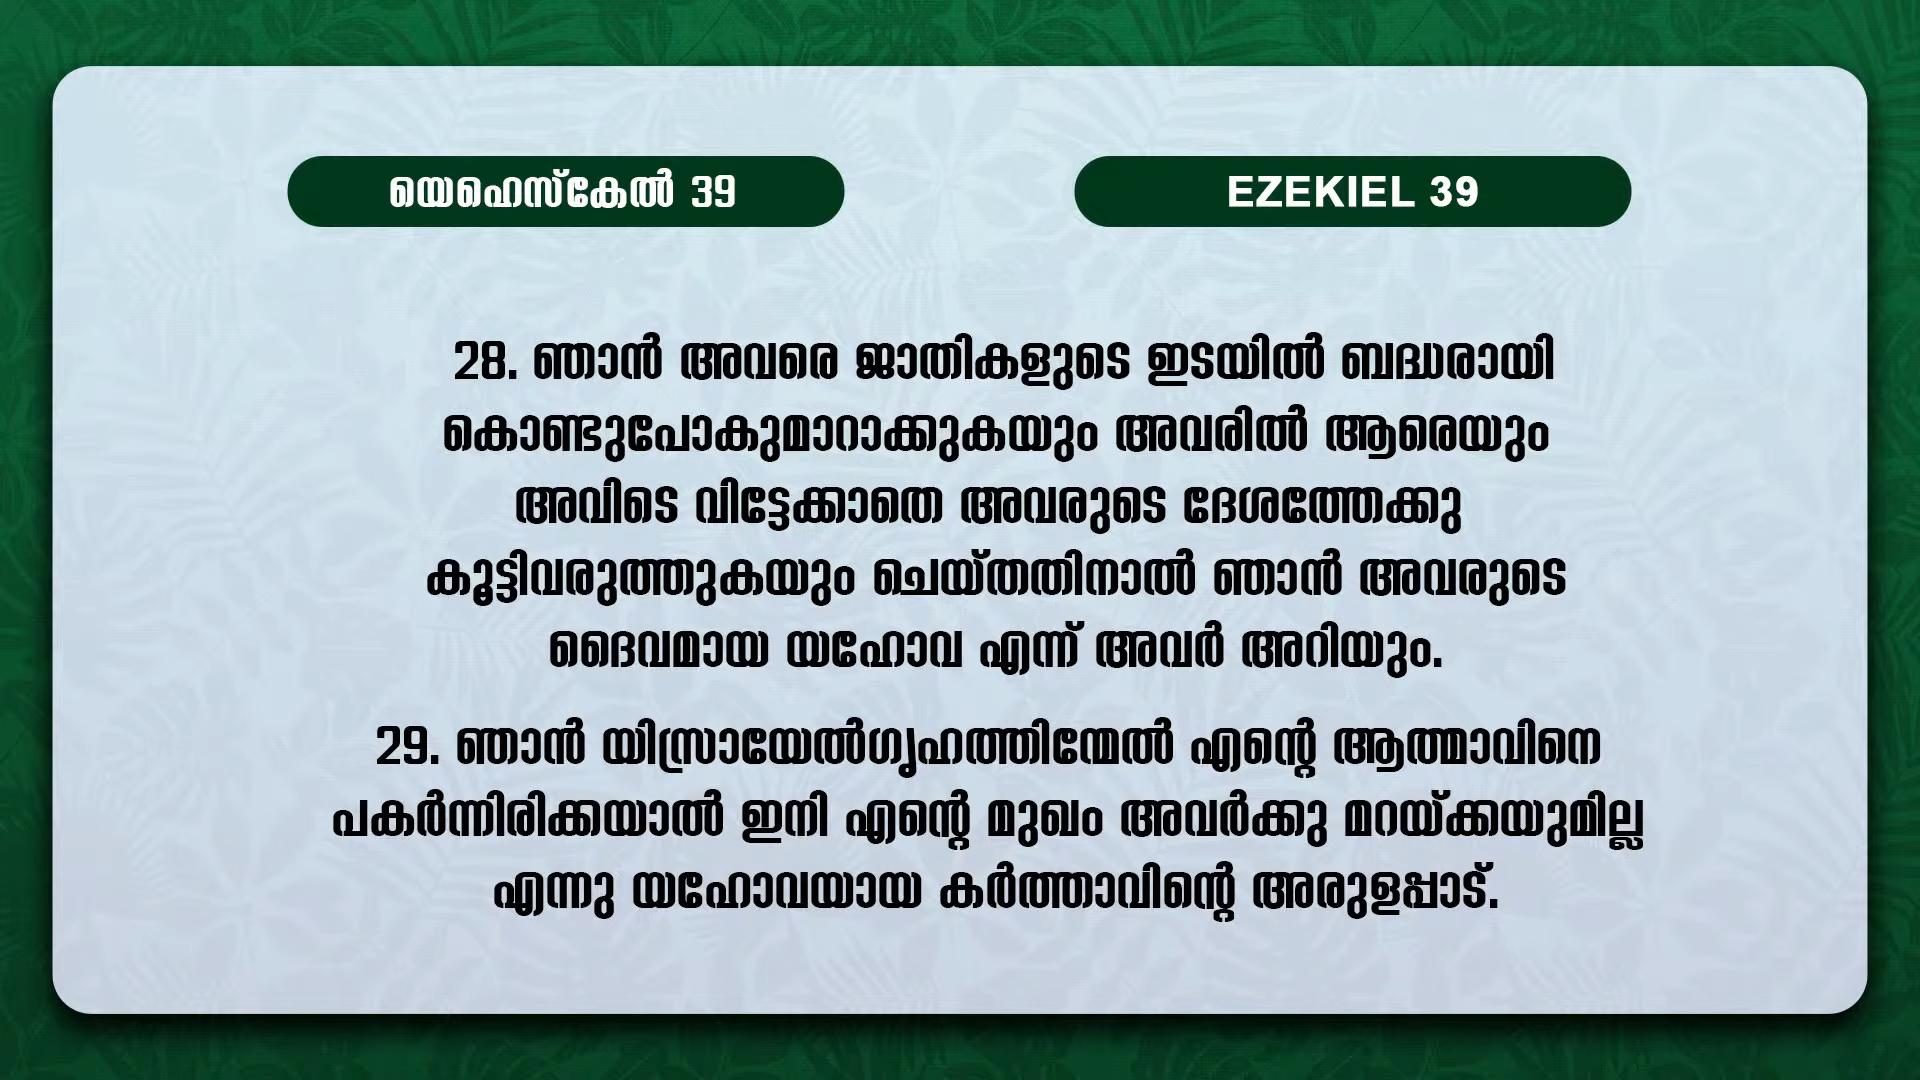 യെഹെസ്കേൽ 39
EZEKIEL 39
28. ഞാൻ അവരെ ജാതികളുടെ ഇടയിൽ ബദ്ധരായി
കൊണ്ടുപോകുമാറാക്കുകയും അവരിൽ ആരെയും
അവിടെ വിട്ടേക്കാതെ അവരുടെ ദേശത്തേക്കു
കൂട്ടിവരുത്തുകയും ചെയ്തതിനാൽ ഞാൻ അവരുടെ
ദൈവമായ യഹോവ എന്ന് അവർ അറിയും.
29. ഞാൻ യിസ്രായേൽഗൃഹത്തിന്മേൽ എന്റെ ആത്മാവിനെ
പകർന്നിരിക്കയാൽ ഇനി എന്റെ മുഖം അവർക്കു മറയ്ക്കയുമില്ല
എന്നു യഹോവയായ കർത്താവിന്റെ അരുളപ്പാട്.